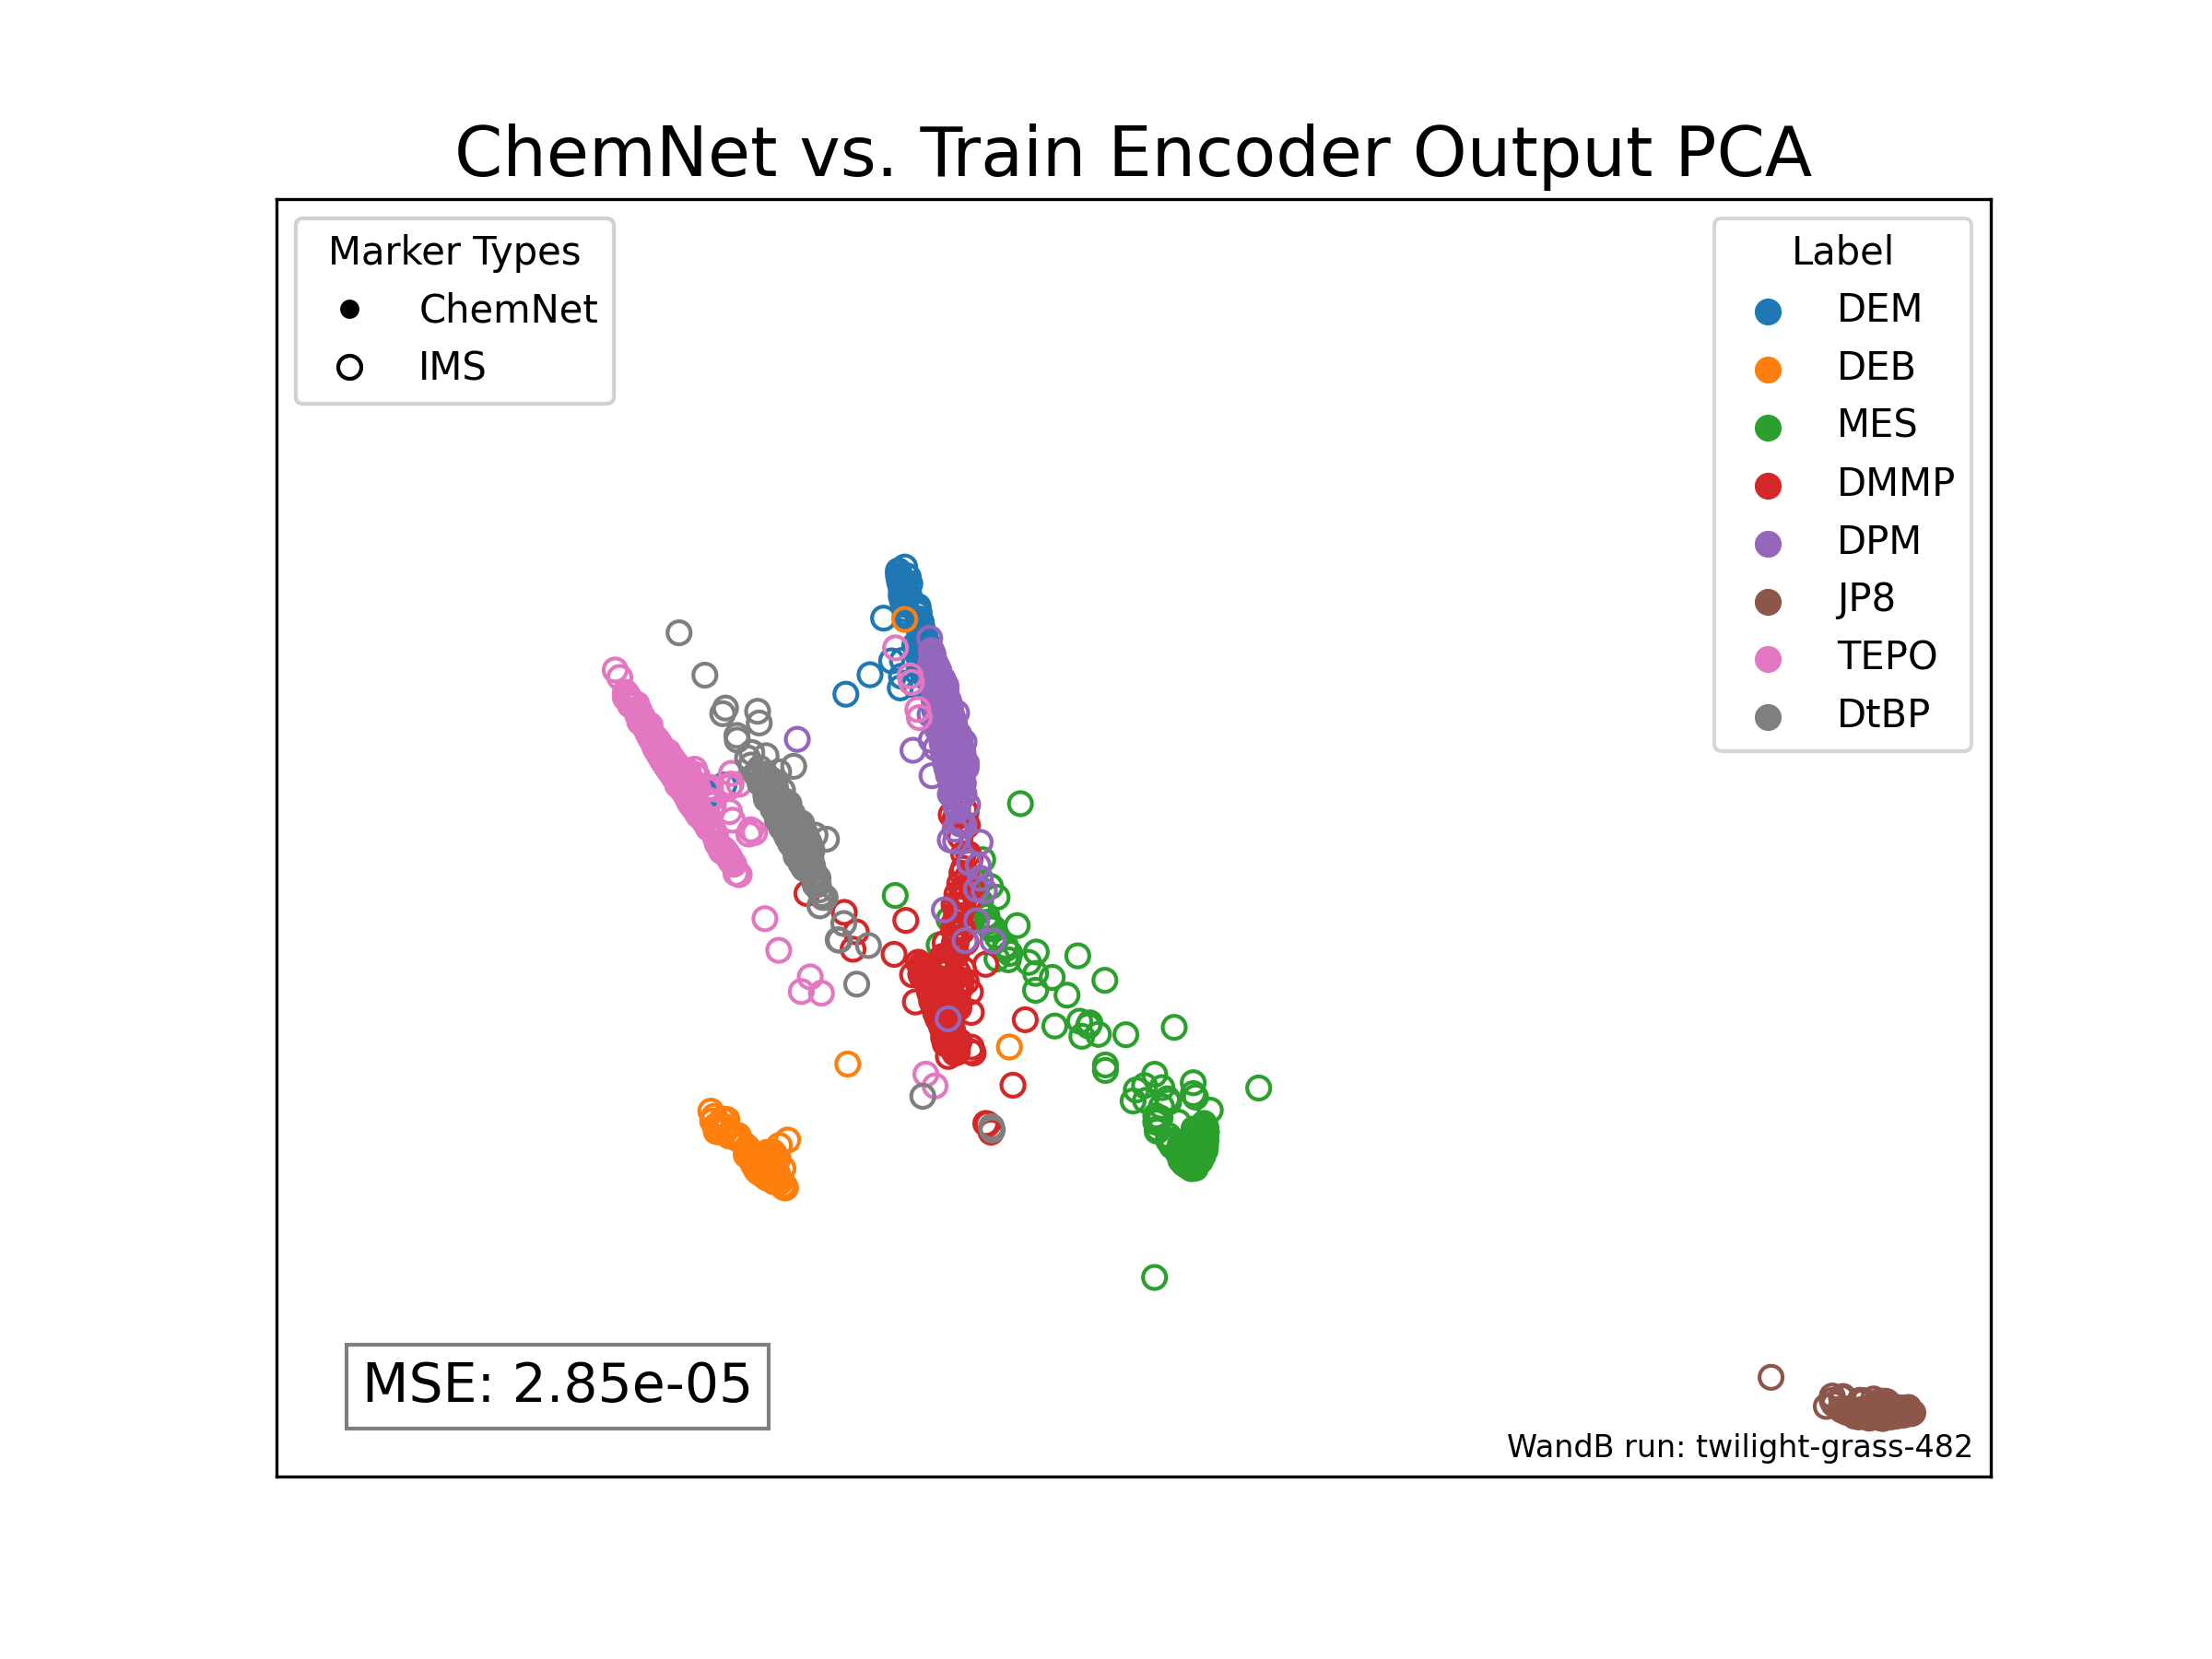 ChemNet vs. Train Encoder Output PCA
Marker Types
ChemNet
IMS
Label
DEM
DEB
MES
DMMP
DPM
JP8
TEPO
DtBP
MSE: 2.85e-05
WandB run: twilight-grass-482